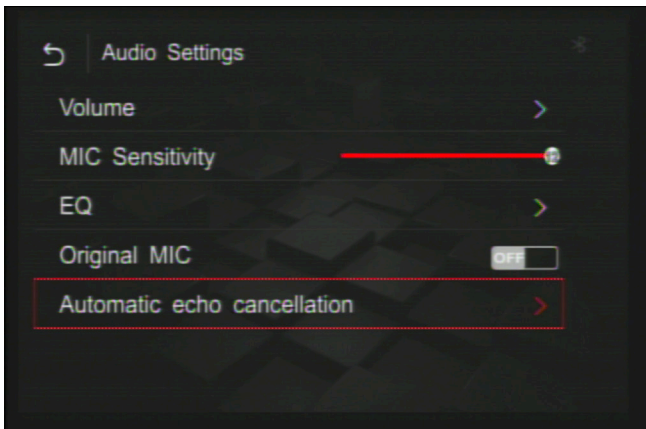 Audio Settings
Volume
MIC Sensitivity
EQ
Original MIC
OFF
Automatic echo cancellation